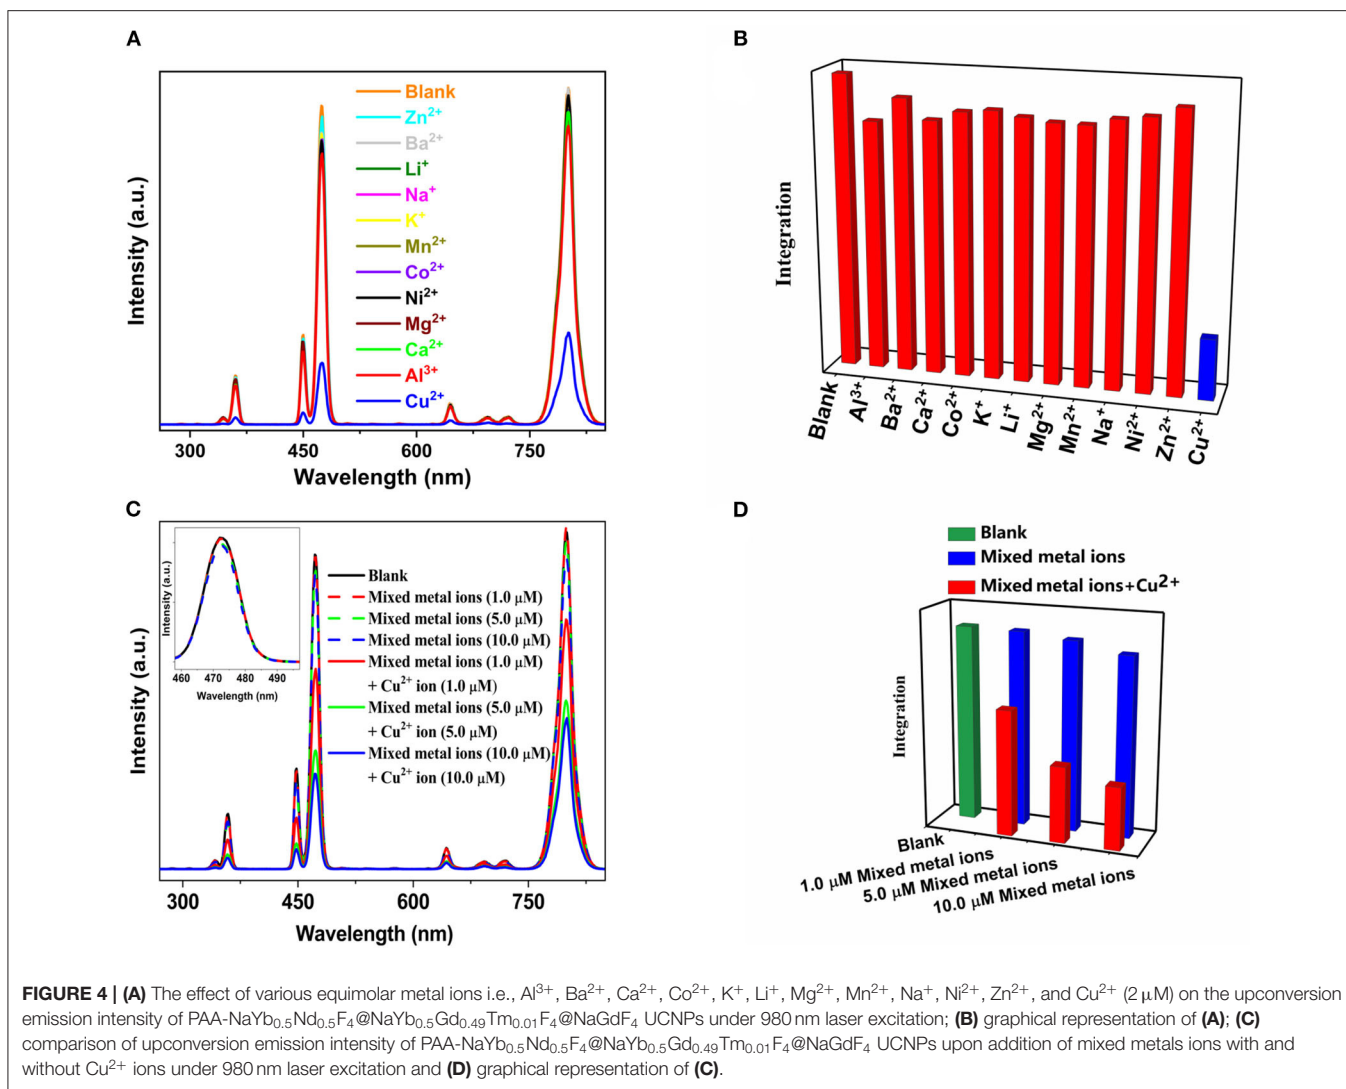 A
Intensity (a.u.)
Blank
Zn²⁺
Ba²⁺
Li⁺
Na⁺
K⁺
Mn²⁺
Co²⁺
Ni²⁺
Mg²⁺
Ca²⁺
Al³⁺
Cu²⁺
300 450 600 750
Wavelength (nm)
B
Integration
Blank
Al³⁺
Ba²⁺
Ca²⁺
Co²⁺
K⁺
Li⁺
Mg²⁺
Mn²⁺
Na⁺
Ni²⁺
Zn²⁺
Cu²⁺
C
Intensity (a.u.)
Intensity (a.u.)
460 470 480 490
Wavelength (nm)
Blank
Mixed metal ions (1.0 μM)
Mixed metal ions (5.0 μM)
Mixed metal ions (10.0 μM)
Mixed metal ions (1.0 μM)
+ Cu²⁺ ion (1.0 μM)
Mixed metal ions (5.0 μM)
+ Cu²⁺ ion (5.0 μM)
Mixed metal ions (10.0 μM)
+ Cu²⁺ ion (10.0 μM)
300 450 600 750
Wavelength (nm)
D
Blank
Mixed metal ions
Mixed metal ions+Cu²⁺
Integration
Blank
1.0 μM Mixed metal ions
5.0 μM Mixed metal ions
10.0 μM Mixed metal ions
FIGURE 4 | (A) The effect of various equimolar metal ions i.e., Al³⁺, Ba²⁺, Ca²⁺, Co²⁺, K⁺, Li⁺, Mg²⁺, Mn²⁺, Na⁺, Ni²⁺, Zn²⁺, and Cu²⁺ (2 μM) on the upconversion
emission intensity of PAA-NaYb₀.₅Nd₀.₅F₄@NaYb₀.₅Gd₀.₄₉Tm₀.₀₁F₄@NaGdF₄ UCNPs under 980 nm laser excitation; (B) graphical representation of (A); (C)
comparison of upconversion emission intensity of PAA-NaYb₀.₅Nd₀.₅F₄@NaYb₀.₅Gd₀.₄₉Tm₀.₀₁F₄@NaGdF₄ UCNPs upon addition of mixed metals ions with and
without Cu²⁺ ions under 980 nm laser excitation and (D) graphical representation of (C).